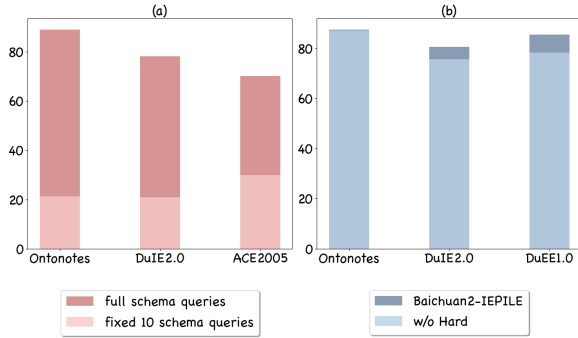 (a)
80
60
40
20
0
Ontonotes
DuIE2.0
ACE2005
full schema queries
fixed 10 schema queries
(b)
80
60
40
20
0
Ontonotes
DuIE2.0
DuEE1.0
Baichuan2-IEPILE
w/o Hard